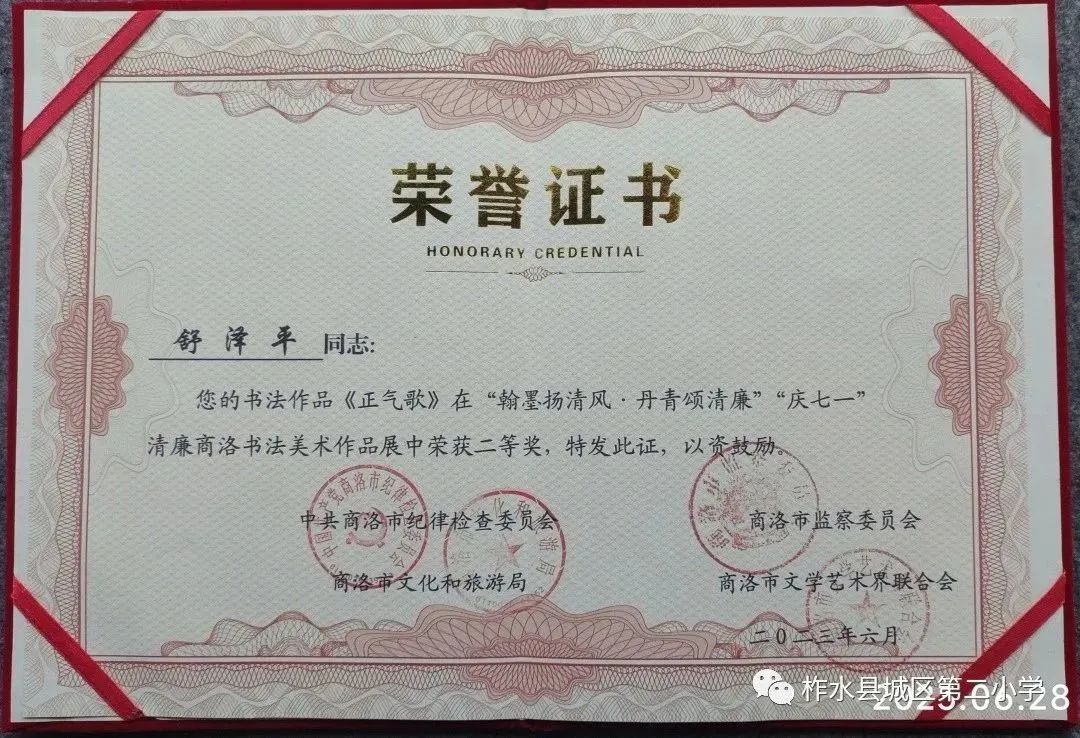 荣誉证书
HONORARY CREDENTIAL
舒泽平同志:
您的书法作品《正气歌》在“翰墨扬清风·丹青颂清廉”“庆七一”
清廉商洛书法美术作品展中荣获二等奖，特发此证，以资鼓励。
中共商洛市纪律检查委员会
商洛市监察委员会
商洛市文化和旅游局
商洛市文学艺术界联合会
二〇二三年六月
柞水县城区第二小学